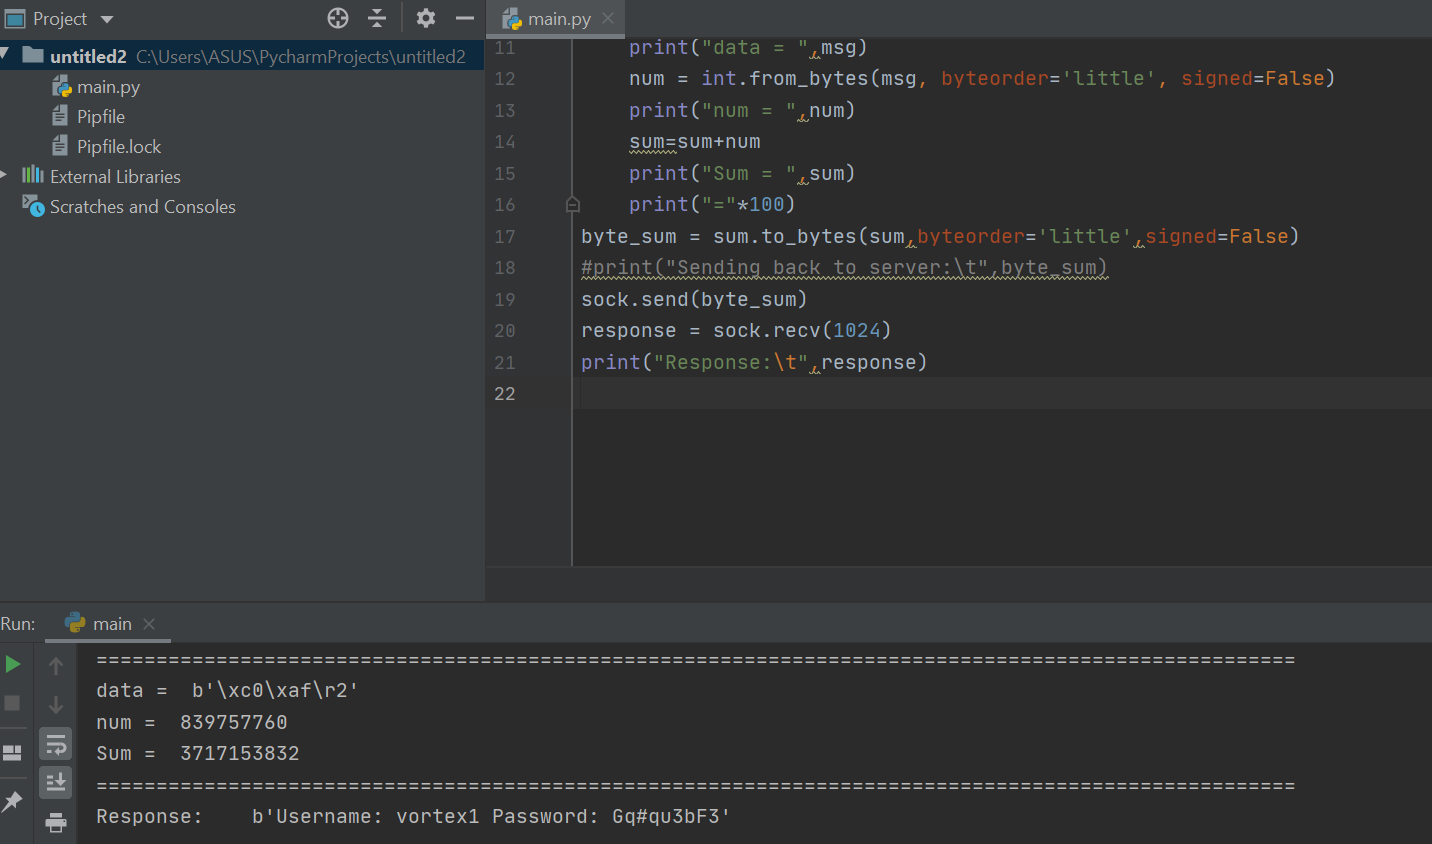 Project
main.py
untitled2 C:\Users\ASUS\PycharmProjects\untitled2
main.py
Pipfile
Pipfile.lock
External Libraries
Scratches and Consoles
11 print("data = ",msg)
12 num = int.from_bytes(msg, byteorder='little', signed=False)
13 print("num = ",num)
14 sum=sum+num
15 print("Sum = ",sum)
16 print("="*100)
17 byte_sum = sum.to_bytes(sum,byteorder='little',signed=False)
18 #print("Sending back to server:\t",byte_sum)
19 sock.send(byte_sum)
20 response = sock.recv(1024)
21 print("Response:\t",response)
22
Run: main
====================================================================================================
data =  b'\xc0\xaf\r2'
num =  839757760
Sum =  3717153832
====================================================================================================
Response:    b'Username: vortex1 Password: Gq#qu3bF3'